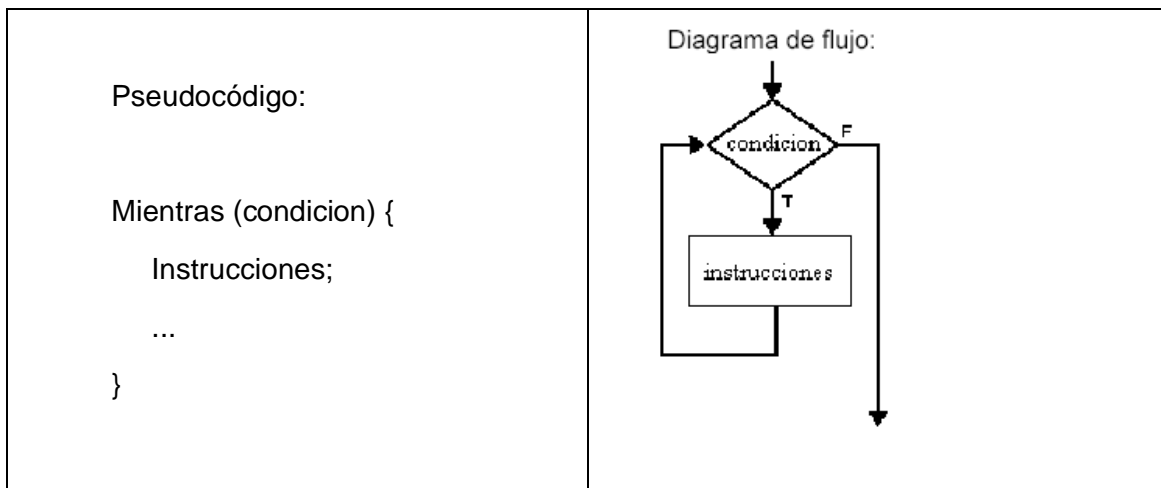 Pseudocódigo:
Mientras (condicion) {
Instrucciones;
...
}
Diagrama de flujo:
condicion
F
T
instrucciones